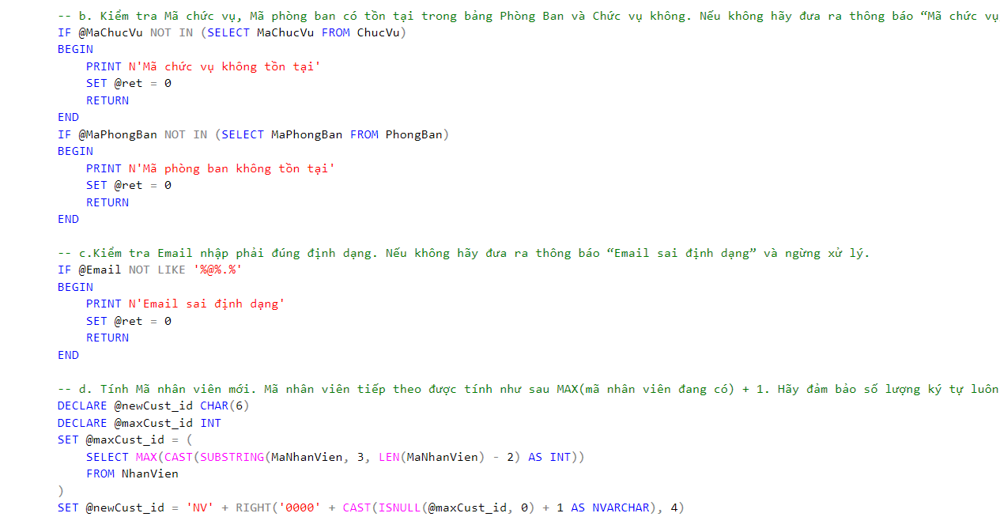 -- b. Kiểm tra Mã chức vụ, Mã phòng ban có tồn tại trong bảng Phòng Ban và Chức vụ không. Nếu không hãy đưa ra thông báo “Mã chức vụ
IF @MaChucVu NOT IN (SELECT MaChucVu FROM ChucVu)
BEGIN
    PRINT N'Mã chức vụ không tồn tại'
    SET @ret = 0
    RETURN
END
IF @MaPhongBan NOT IN (SELECT MaPhongBan FROM PhongBan)
BEGIN
    PRINT N'Mã phòng ban không tồn tại'
    SET @ret = 0
    RETURN
END
-- c.Kiểm tra Email nhập phải đúng định dạng. Nếu không hãy đưa ra thông báo “Email sai định dạng” và ngừng xử lý.
IF @Email NOT LIKE '%@%.%'
BEGIN
    PRINT N'Email sai định dạng'
    SET @ret = 0
    RETURN
END
-- d. Tính Mã nhân viên mới. Mã nhân viên tiếp theo được tính như sau MAX(mã nhân viên đang có) + 1. Hãy đảm bảo số lượng ký tự luôn
DECLARE @newCust_id CHAR(6)
DECLARE @maxCust_id INT
SET @maxCust_id = (
    SELECT MAX(CAST(SUBSTRING(MaNhanVien, 3, LEN(MaNhanVien) - 2) AS INT))
    FROM NhanVien
)
SET @newCust_id = 'NV' + RIGHT('0000' + CAST(ISNULL(@maxCust_id, 0) + 1 AS NVARCHAR), 4)